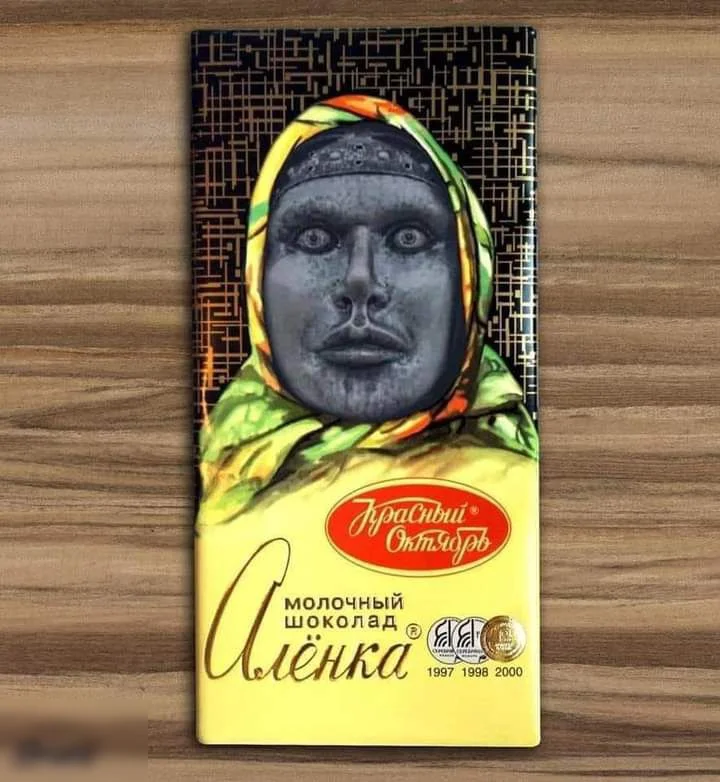 Красный®
Октябрь
молочный
шоколад
Алёнка®
1997 1998 2000